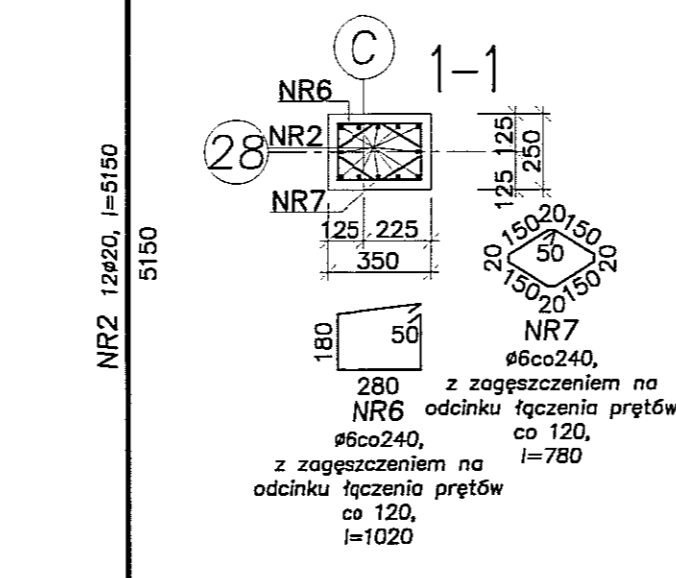 C
1-1
NR6
28
NR2
NR7
125 125
250
125 225
350
NR2 12ø20, l=5150
5150
180
50
280
NR6
ø6co240,
z zagęszczeniem na
odcinku łączenia prętów
co 120,
l=1020
20
150
150
20
50
20
150
150
20
NR7
ø6co240,
z zagęszczeniem na
odcinku łączenia prętów
co 120,
l=780